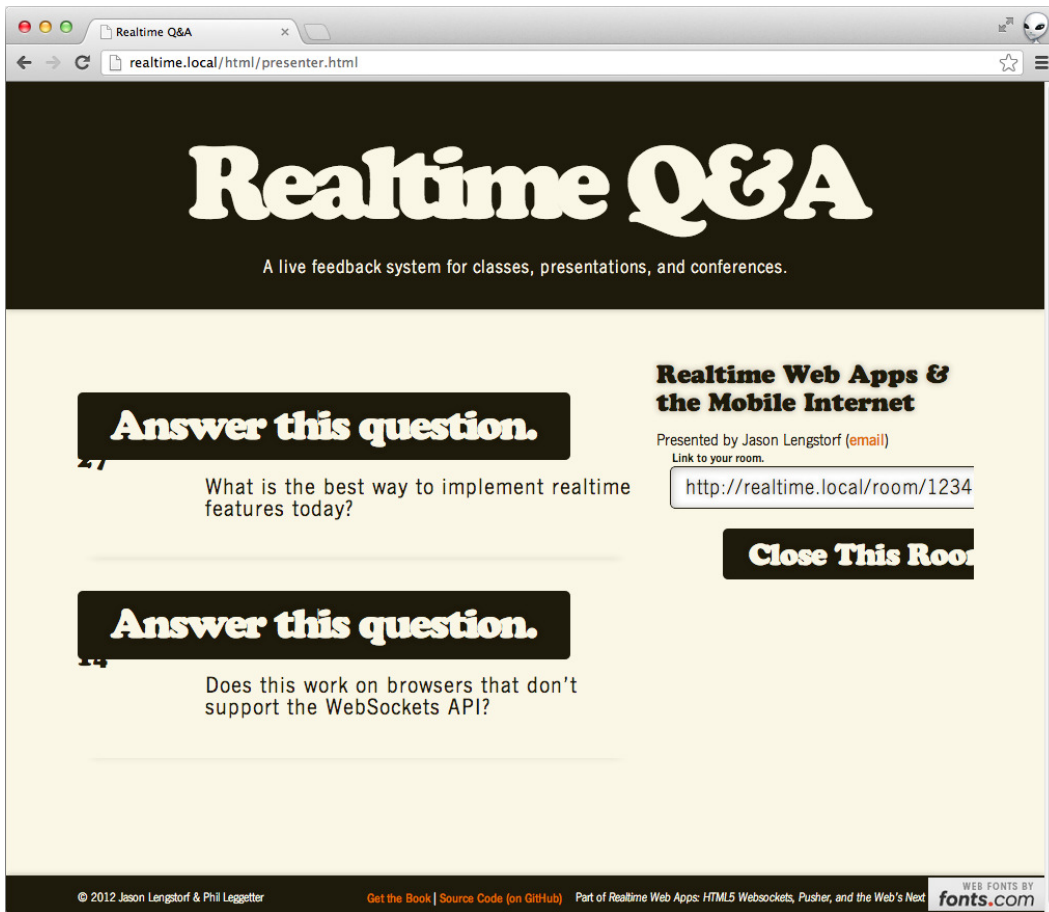 Realtime Q&A
realtime.local/html/presenter.html
Realtime Q&A
A live feedback system for classes, presentations, and conferences.
Answer this question.
27
What is the best way to implement realtime
features today?
Answer this question.
14
Does this work on browsers that don't
support the WebSockets API?
Realtime Web Apps &
the Mobile Internet
Presented by Jason Lengstorf (email)
Link to your room.
http://realtime.local/room/1234
Close This Room
© 2012 Jason Lengstorf & Phil Leggetter
Get the Book | Source Code (on GitHub)
Part of Realtime Web Apps: HTML5 Websockets, Pusher, and the Web's Next
WEB FONTS BY
fonts.com